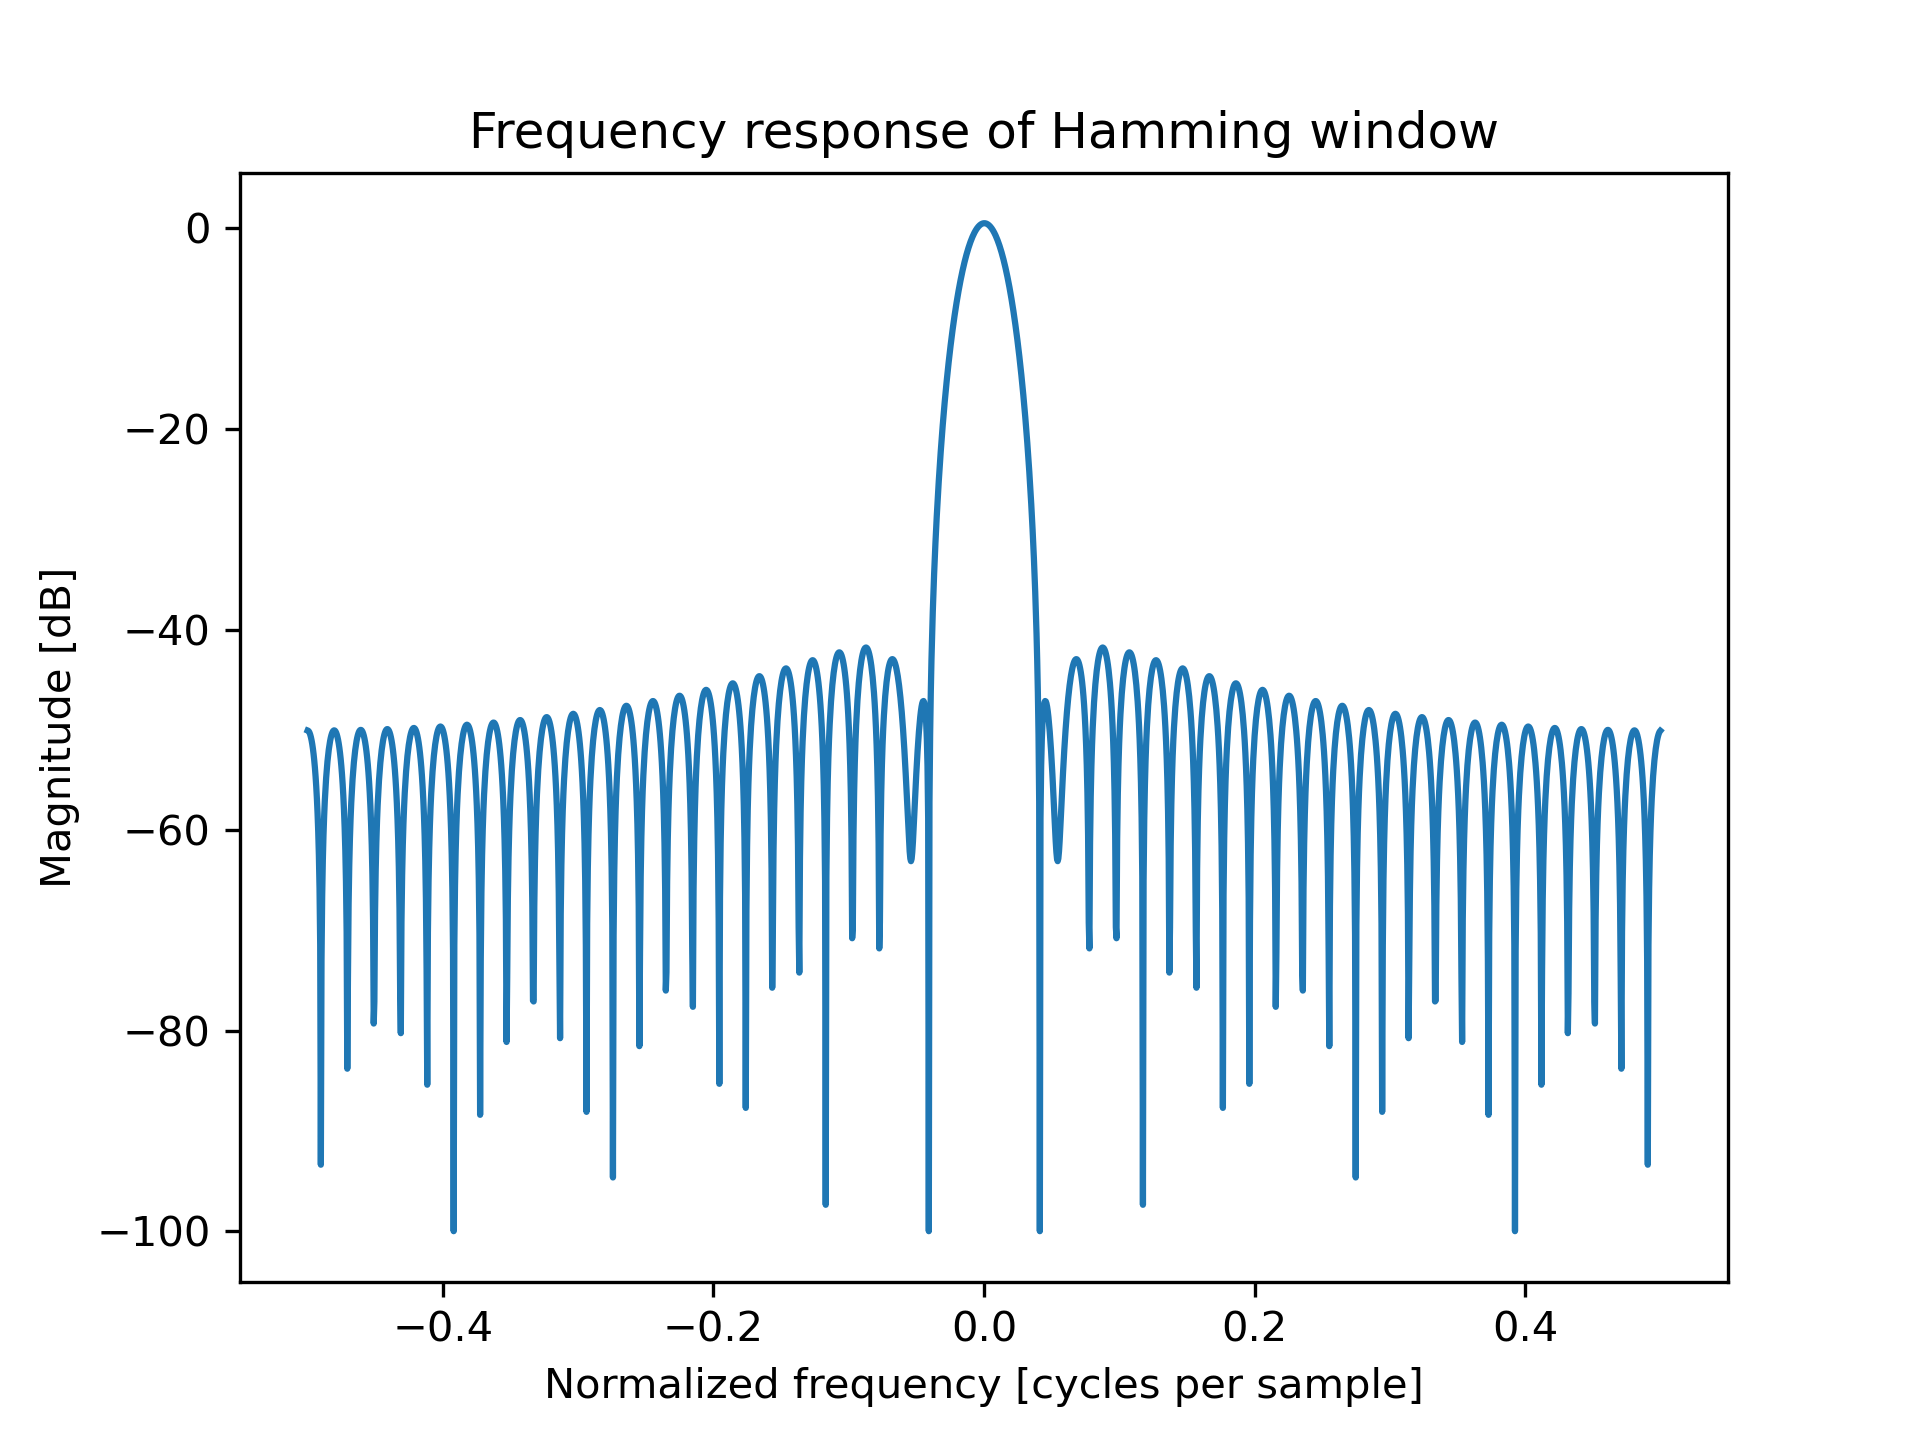 Frequency response of Hamming window
0
−20
−40
−60
−80
−100
Magnitude [dB]
−0.4 −0.2 0.0 0.2 0.4
Normalized frequency [cycles per sample]